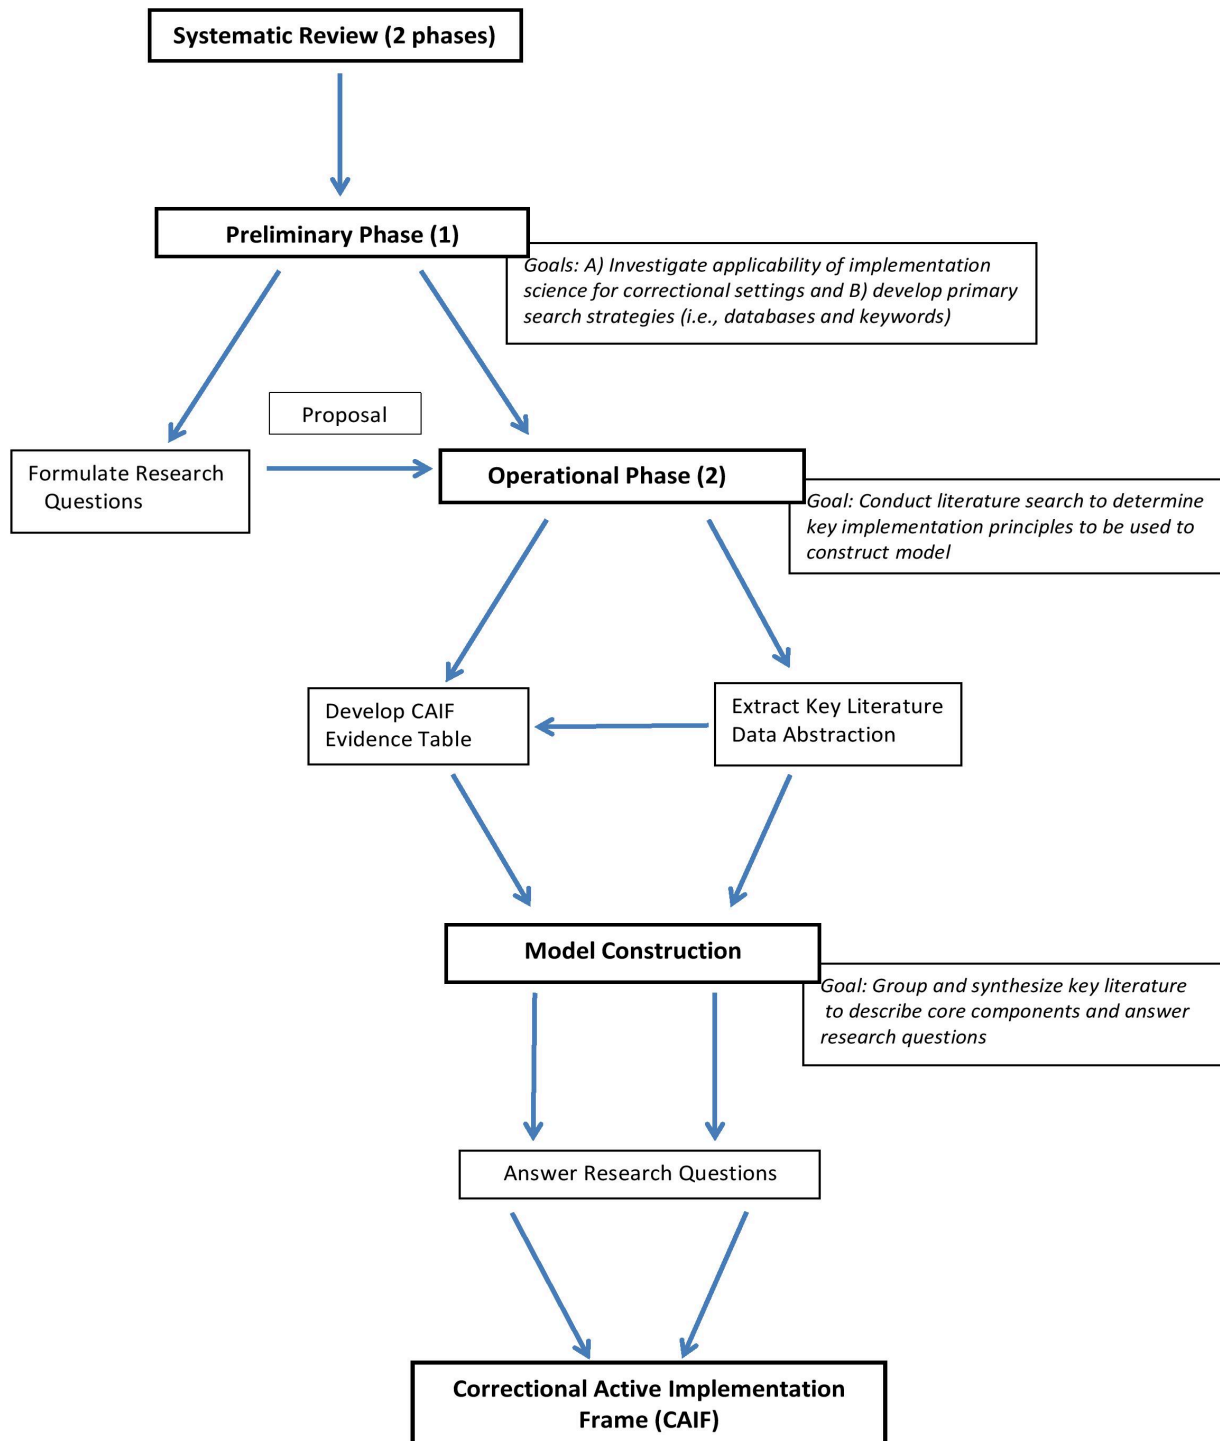 Systematic Review (2 phases)
Preliminary Phase (1)
Goals: A) Investigate applicability of implementation
science for correctional settings and B) develop primary
search strategies (i.e., databases and keywords)
Proposal
Formulate Research
Questions
Operational Phase (2)
Goal: Conduct literature search to determine
key implementation principles to be used to
construct model
Develop CAIF
Evidence Table
Extract Key Literature
Data Abstraction
Model Construction
Goal: Group and synthesize key literature
to describe core components and answer
research questions
Answer Research Questions
Correctional Active Implementation
Frame (CAIF)